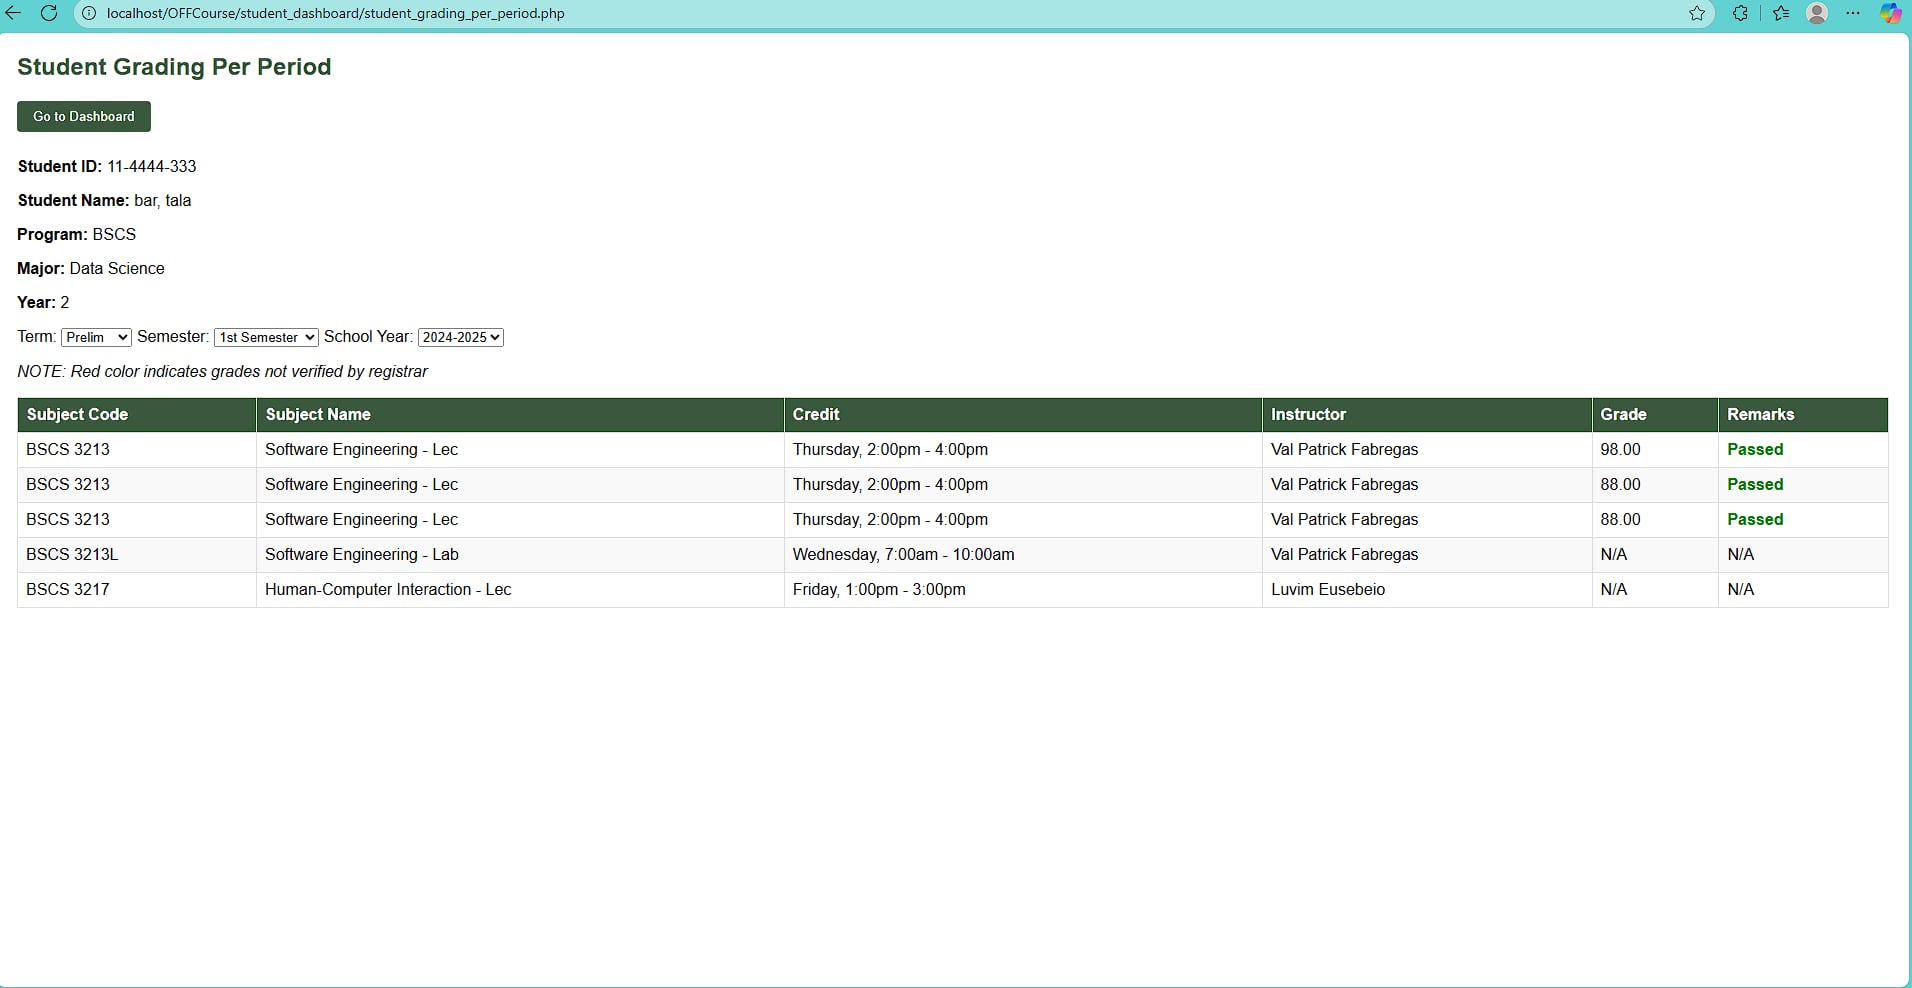 localhost/OFFCourse/student_dashboard/student_grading_per_period.php
Student Grading Per Period
Go to Dashboard
Student ID: 11-4444-333
Student Name: bar, tala
Program: BSCS
Major: Data Science
Year: 2
Term: Prelim Semester: 1st Semester School Year: 2024-2025
NOTE: Red color indicates grades not verified by registrar
Subject Code Subject Name Credit Instructor Grade Remarks
BSCS 3213 Software Engineering - Lec Thursday, 2:00pm - 4:00pm Val Patrick Fabregas 98.00 Passed
BSCS 3213 Software Engineering - Lec Thursday, 2:00pm - 4:00pm Val Patrick Fabregas 88.00 Passed
BSCS 3213 Software Engineering - Lec Thursday, 2:00pm - 4:00pm Val Patrick Fabregas 88.00 Passed
BSCS 3213L Software Engineering - Lab Wednesday, 7:00am - 10:00am Val Patrick Fabregas N/A N/A
BSCS 3217 Human-Computer Interaction - Lec Friday, 1:00pm - 3:00pm Luvim Eusebeio N/A N/A